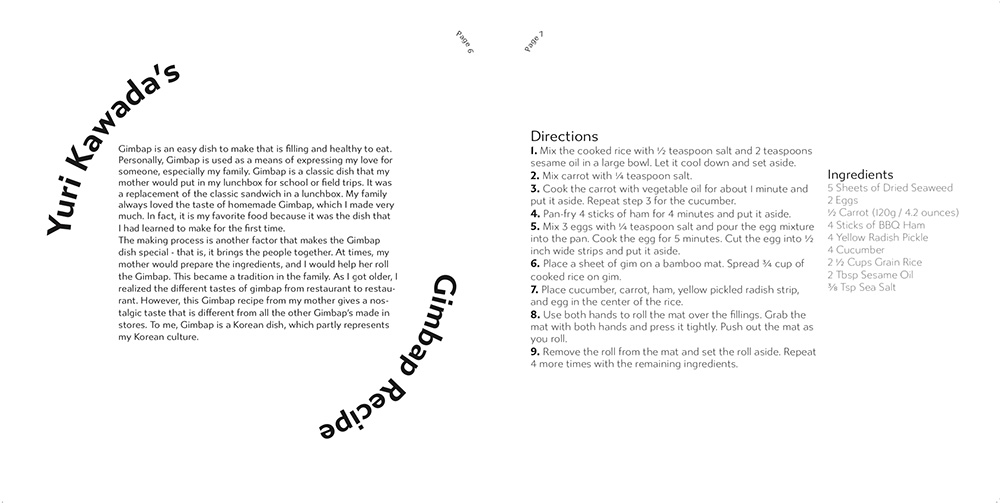 Page 6
Yuri Kawada's
Gimbap is an easy dish to make that is filling and healthy to eat.
Personally, Gimbap is used as a means of expressing my love for
someone, especially my family. Gimbap is a classic dish that my
mother would put in my lunchbox for school or field trips. It was
a replacement of the classic sandwich in a lunchbox. My family
always loved the taste of homemade Gimbap, which I made very
much. In fact, it is my favorite food because it was the dish that
I had learned to make for the first time.
The making process is another factor that makes the Gimbap
dish special - that is, it brings the people together. At times, my
mother would prepare the ingredients, and I would help her roll
the Gimbap. This became a tradition in the family. As I got older, I
realized the different tastes of gimbap from restaurant to restau-
rant. However, this Gimbap recipe from my mother gives a nos-
talgic taste that is different from all the other Gimbap's made in
stores. To me, Gimbap is a Korean dish, which partly represents
my Korean culture.
Gimbap Recipe
Page 7
Directions
1. Mix the cooked rice with ½ teaspoon salt and 2 teaspoons
sesame oil in a large bowl. Let it cool down and set aside.
2. Mix carrot with ¼ teaspoon salt.
3. Cook the carrot with vegetable oil for about 1 minute and
put it aside. Repeat step 3 for the cucumber.
4. Pan-fry 4 sticks of ham for 4 minutes and put it aside.
5. Mix 3 eggs with ¼ teaspoon salt and pour the egg mixture
into the pan. Cook the egg for 5 minutes. Cut the egg into ½
inch wide strips and put it aside.
6. Place a sheet of gim on a bamboo mat. Spread ¾ cup of
cooked rice on gim.
7. Place cucumber, carrot, ham, yellow pickled radish strip,
and egg in the center of the rice.
8. Use both hands to roll the mat over the fillings. Grab the
mat with both hands and press it tightly. Push out the mat as
you roll.
9. Remove the roll from the mat and set the roll aside. Repeat
4 more times with the remaining ingredients.
Ingredients
5 Sheets of Dried Seaweed
2 Eggs
½ Carrot (120g / 4.2 ounces)
4 Sticks of BBQ Ham
4 Yellow Radish Pickle
4 Cucumber
2 ½ Cups Grain Rice
2 Tbsp Sesame Oil
⅜ Tsp Sea Salt